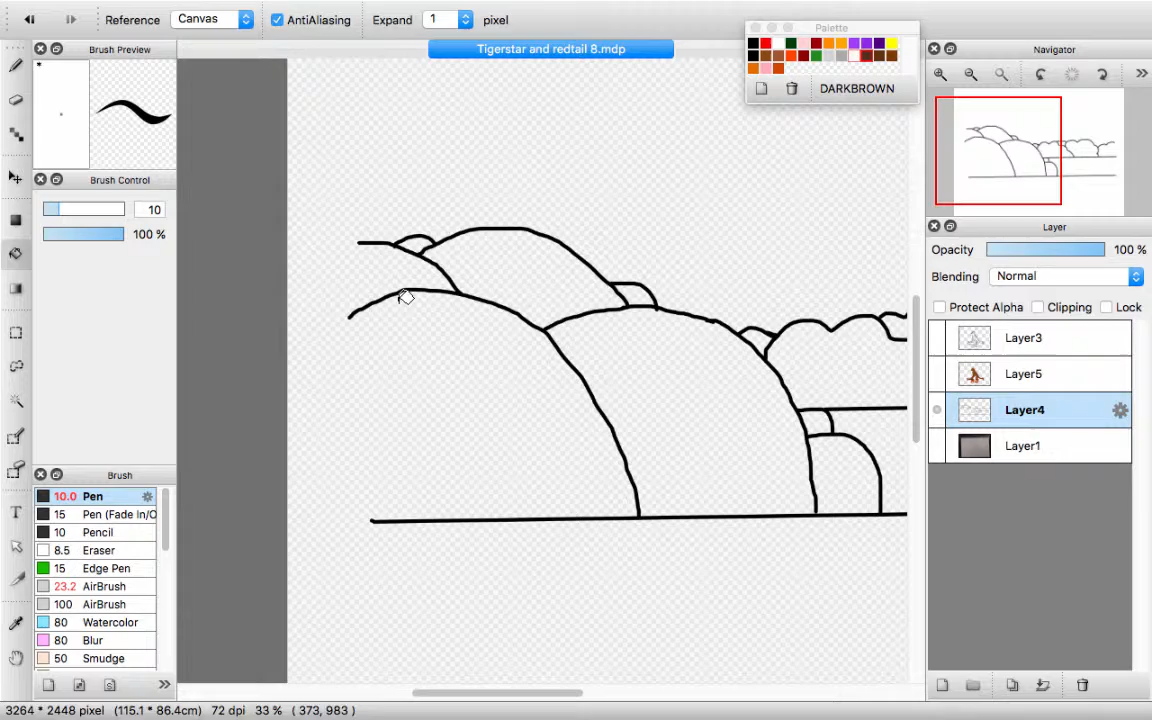 Reference Canvas AntiAliasing Expand 1 pixel
Brush Preview
Tigerstar and redtail 8.mdp
Palette
DARKBROWN
Navigator
Brush Control
10
100 %
Brush
10.0 Pen
15 Pen (Fade In/O
10 Pencil
8.5 Eraser
15 Edge Pen
23.2 AirBrush
100 AirBrush
80 Watercolor
80 Blur
50 Smudge
Layer
Opacity 100 %
Blending Normal
Protect Alpha Clipping Lock
Layer3
Layer5
Layer4
Layer1
3264 * 2448 pixel (115.1 * 86.4cm) 72 dpi 33 % ( 373, 983 )